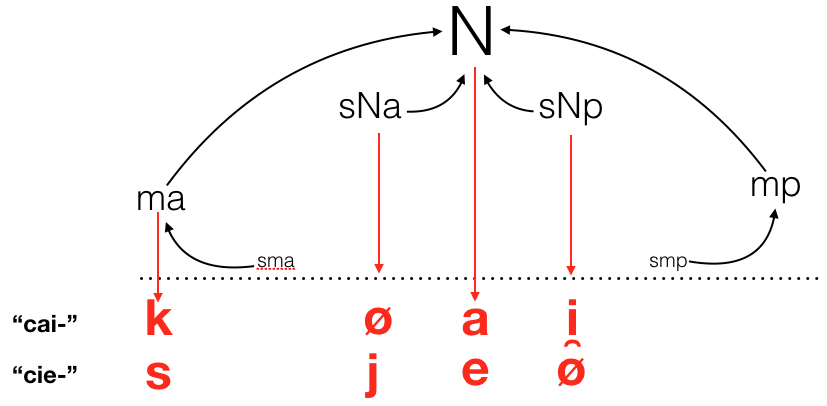 N
sNa sNp
ma mp
sma smp
“cai-” k ø a i̯
“cie-” s j e ø